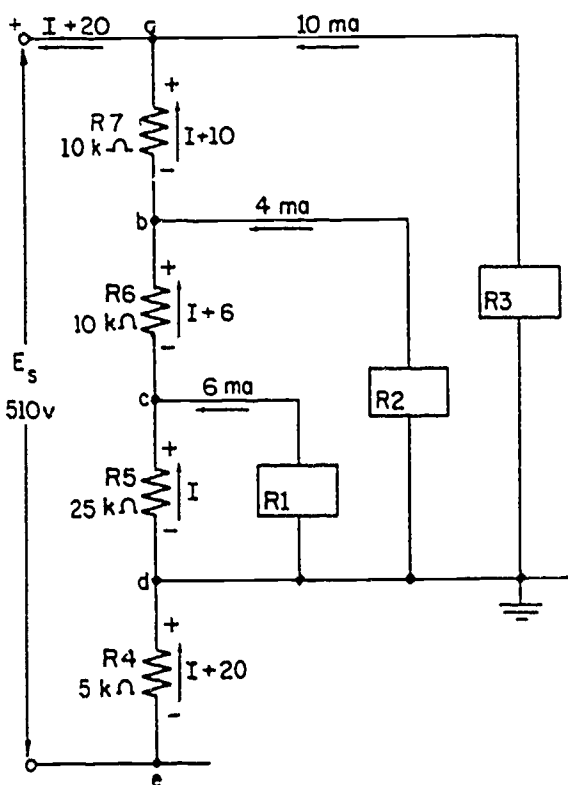 + I+20 a 10 ma
+
R7
10 kΩ I+10
-
b 4 ma
+
R6
10 kΩ I+6
-
R3
E_s
510v
c 6 ma
R2
+
R5
25 kΩ I
-
R1
d
+
R4
5 kΩ I+20
-
e